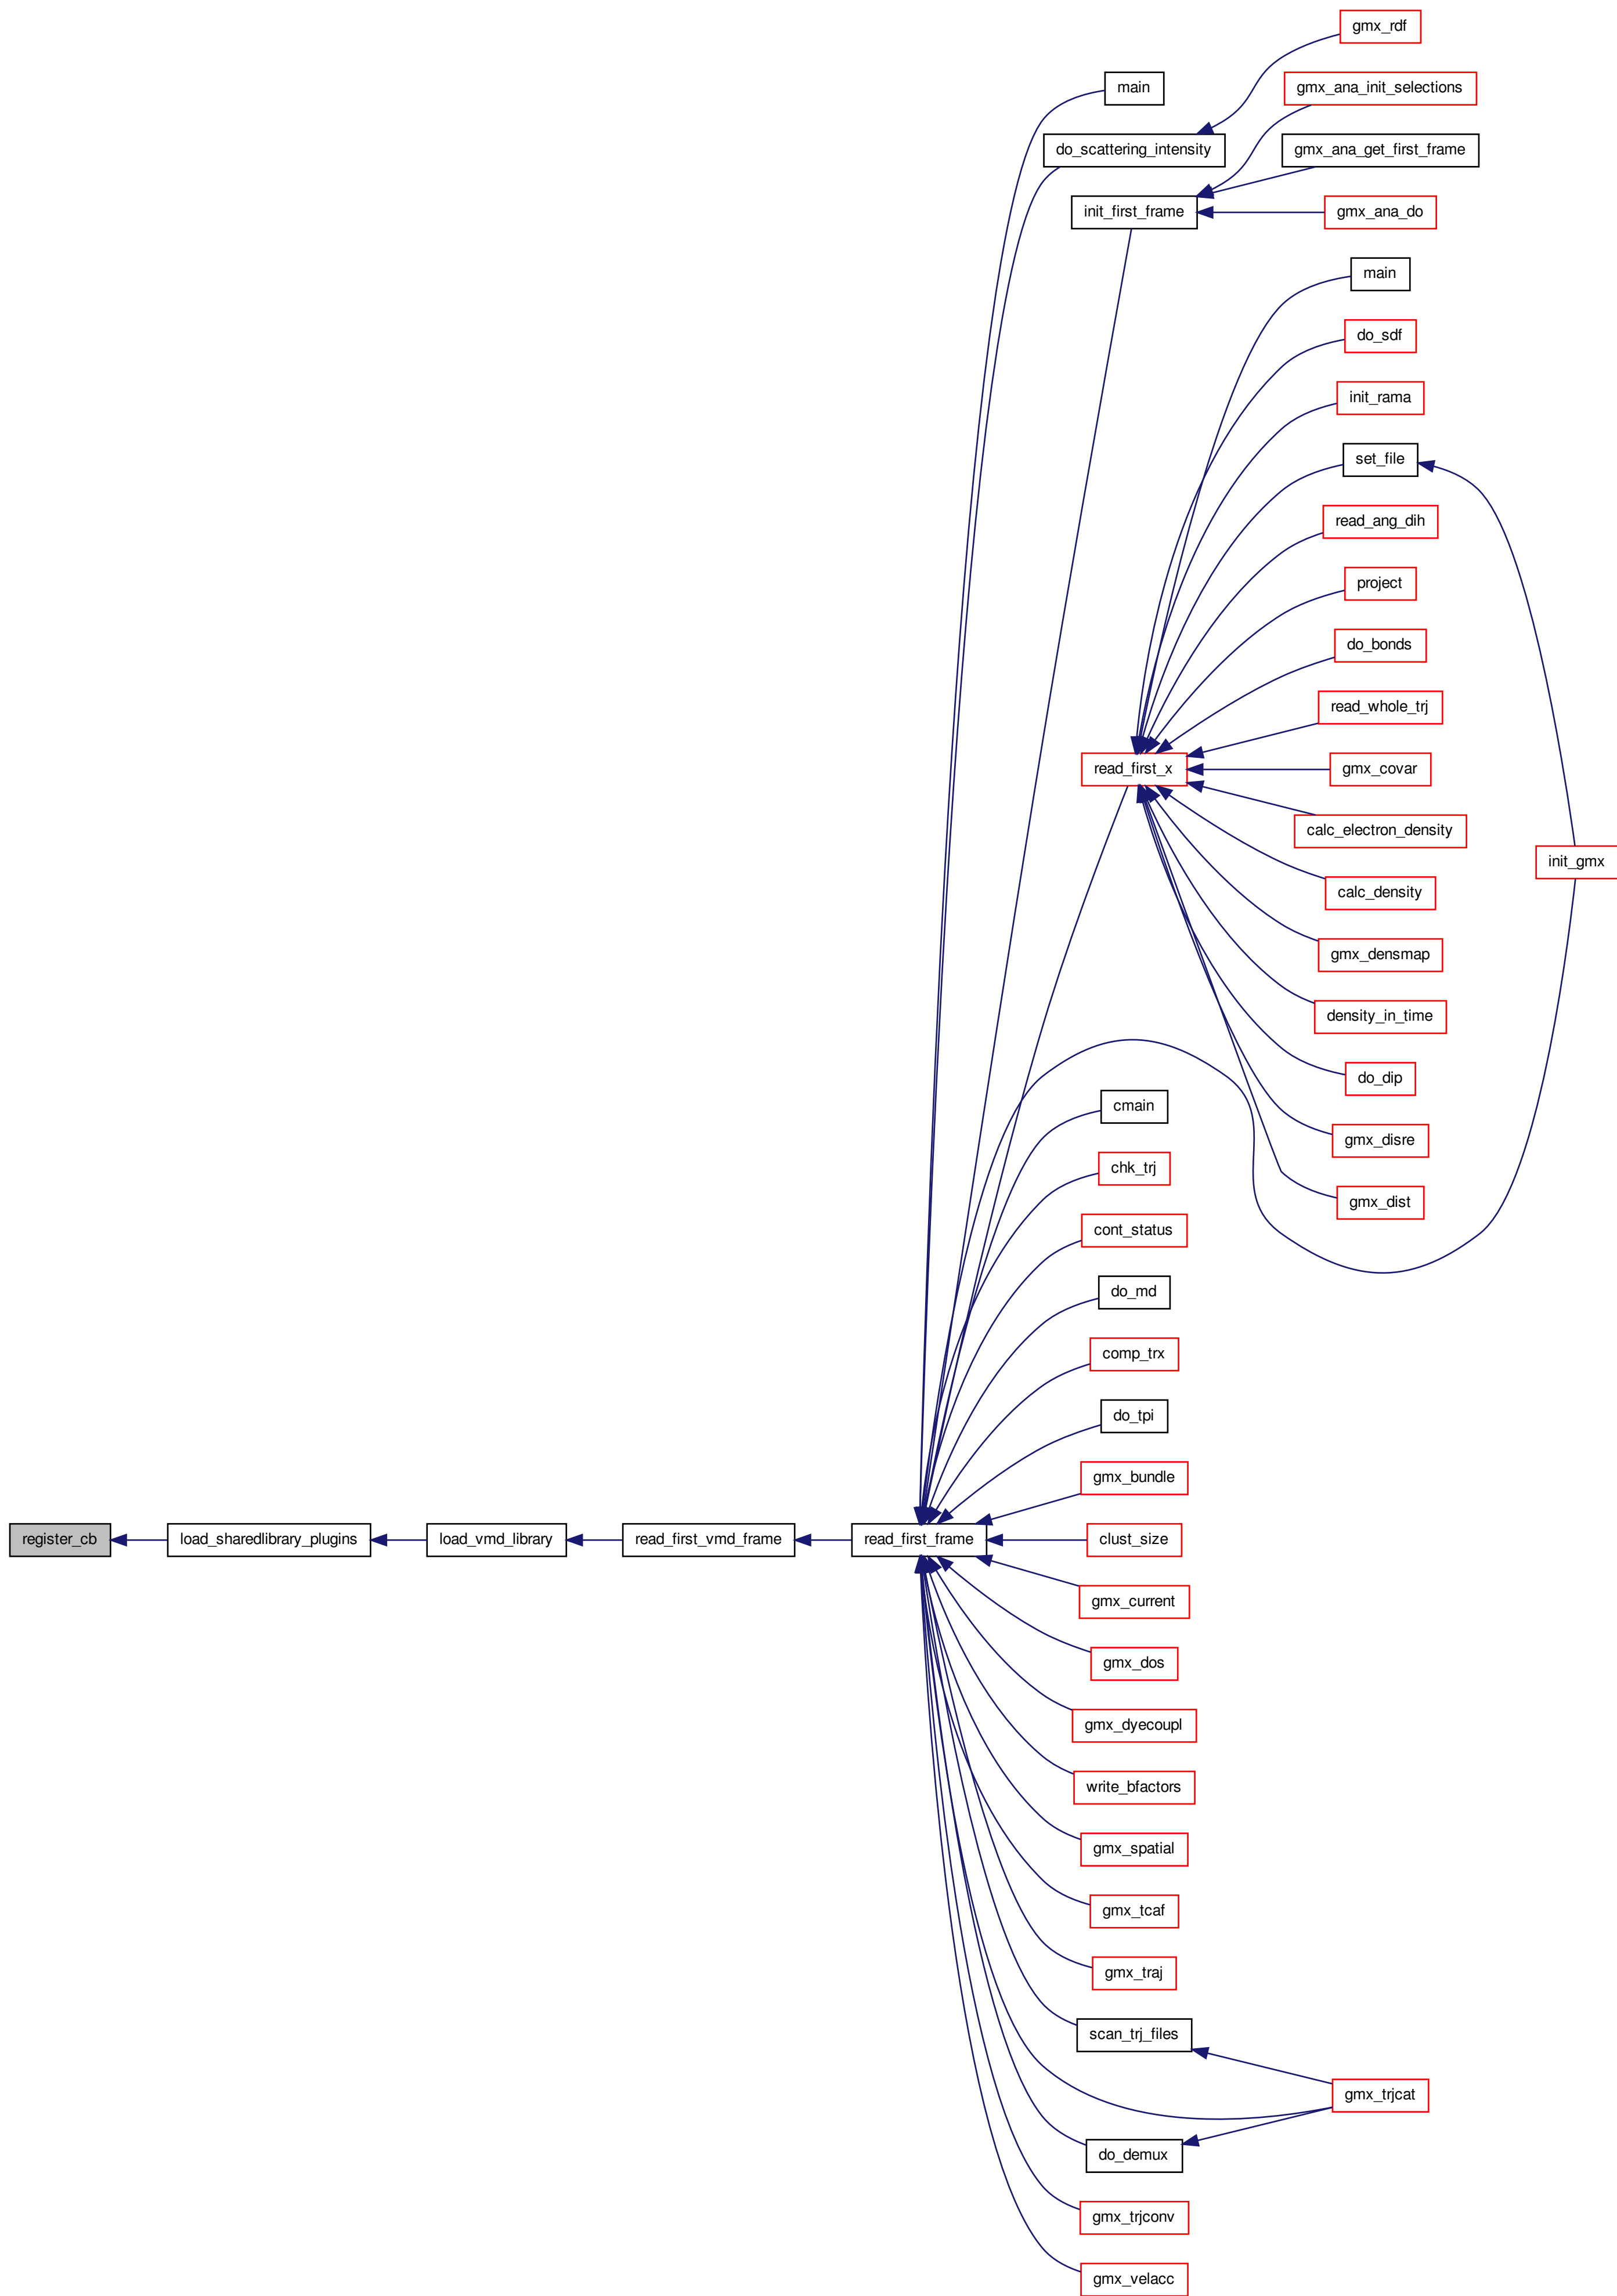 gmx_rdf
main
gmx_ana_init_selections
do_scattering_intensity
gmx_ana_get_first_frame
init_first_frame
gmx_ana_do
main
do_sdf
init_rama
set_file
read_ang_dih
project
do_bonds
read_whole_trj
read_first_x
gmx_covar
calc_electron_density
init_gmx
calc_density
gmx_densmap
density_in_time
do_dip
cmain
gmx_disre
chk_trj
gmx_dist
cont_status
do_md
comp_trx
do_tpi
gmx_bundle
register_cb
load_sharedlibrary_plugins
load_vmd_library
read_first_vmd_frame
read_first_frame
clust_size
gmx_current
gmx_dos
gmx_dyecoupl
write_bfactors
gmx_spatial
gmx_tcaf
gmx_traj
scan_trj_files
gmx_trjcat
do_demux
gmx_trjconv
gmx_velacc